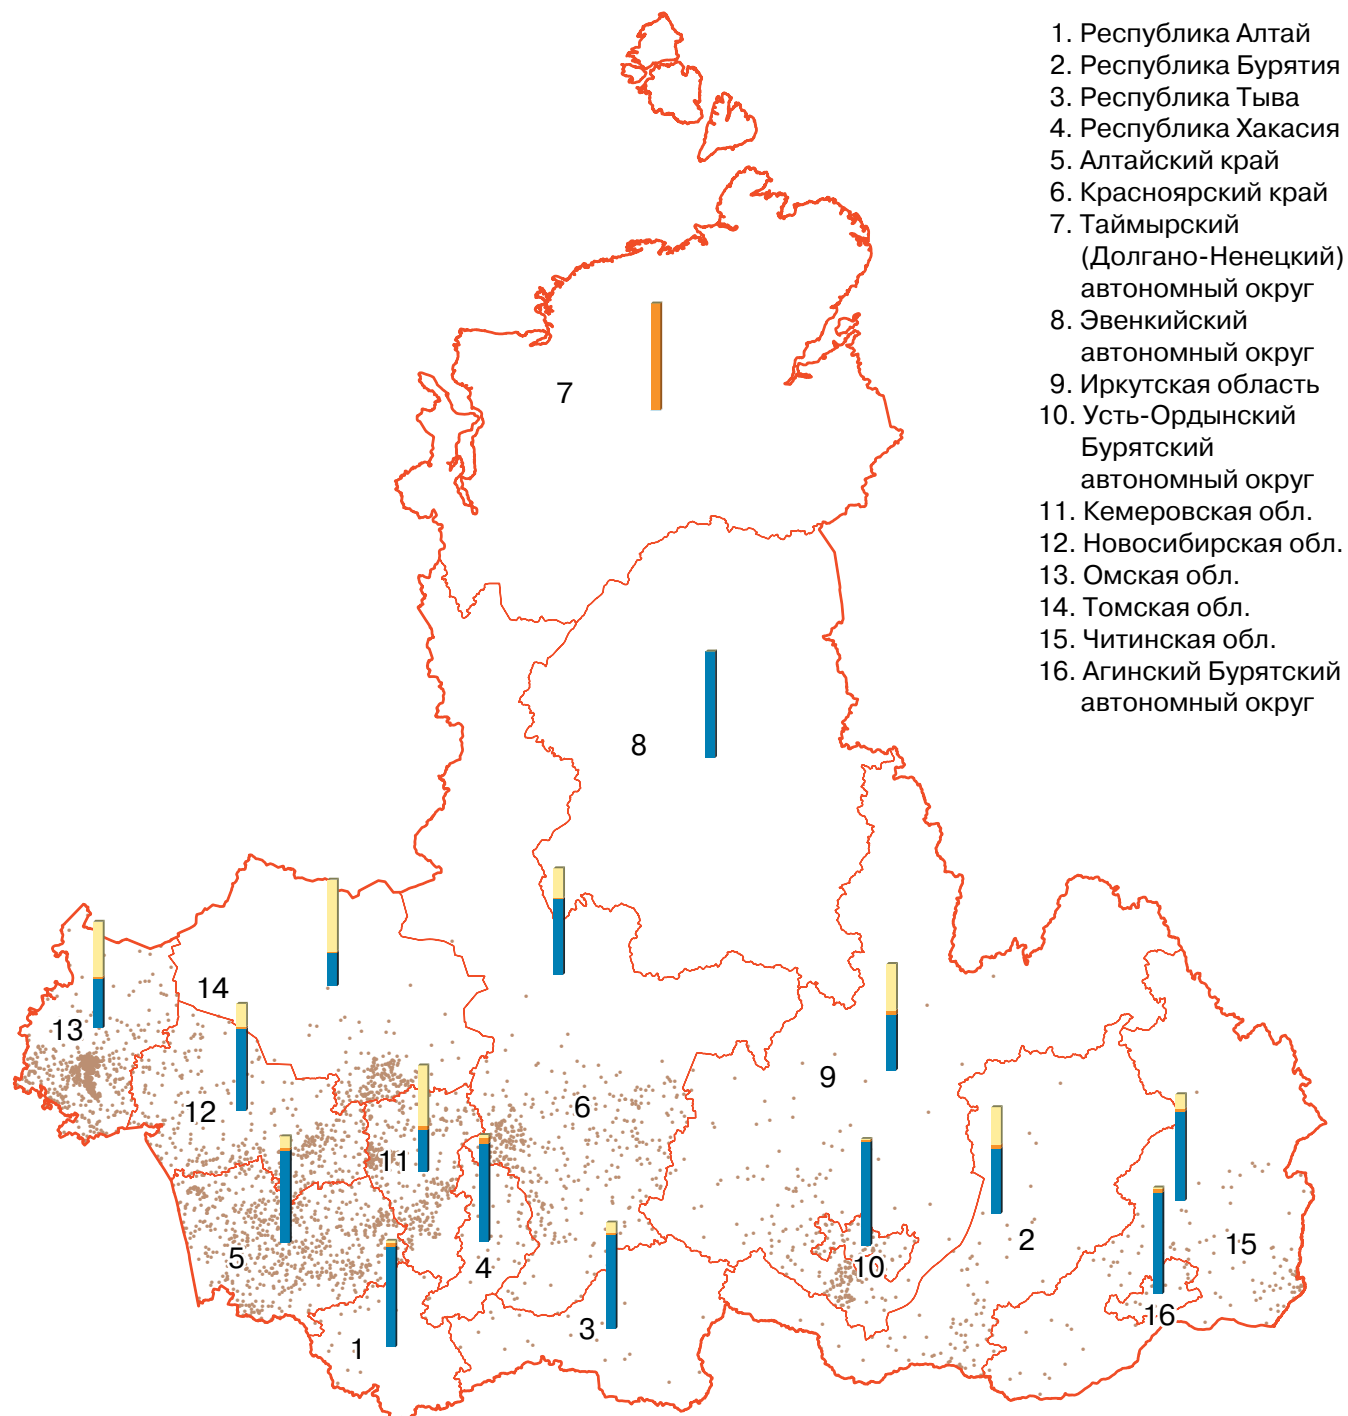 1. Республика Алтай
2. Республика Бурятия
3. Республика Тыва
4. Республика Хакасия
5. Алтайский край
6. Красноярский край
7. Таймырский
(Долгано-Ненецкий)
автономный округ
8. Эвенкийский
автономный округ
9. Иркутская область
10. Усть-Ордынский
Бурятский
автономный округ
11. Кемеровская обл.
12. Новосибирская обл.
13. Омская обл.
14. Томская обл.
15. Читинская обл.
16. Агинский Бурятский
автономный округ
7
8
14
13
9
12
6
11
5
4
10
2
15
16
3
1